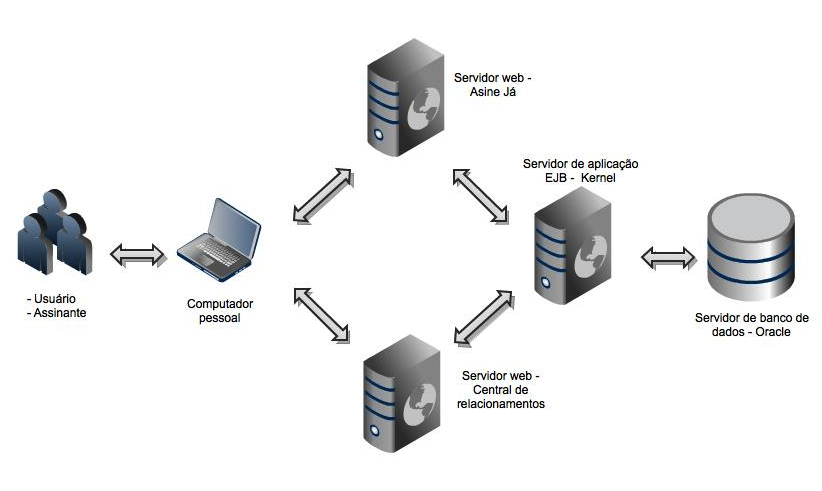 Servidor web -
Asine Já
Servidor de aplicação
EJB - Kernel
- Usuário
- Assinante
Computador
pessoal
Servidor de banco de
dados - Oracle
Servidor web -
Central de
relacionamentos